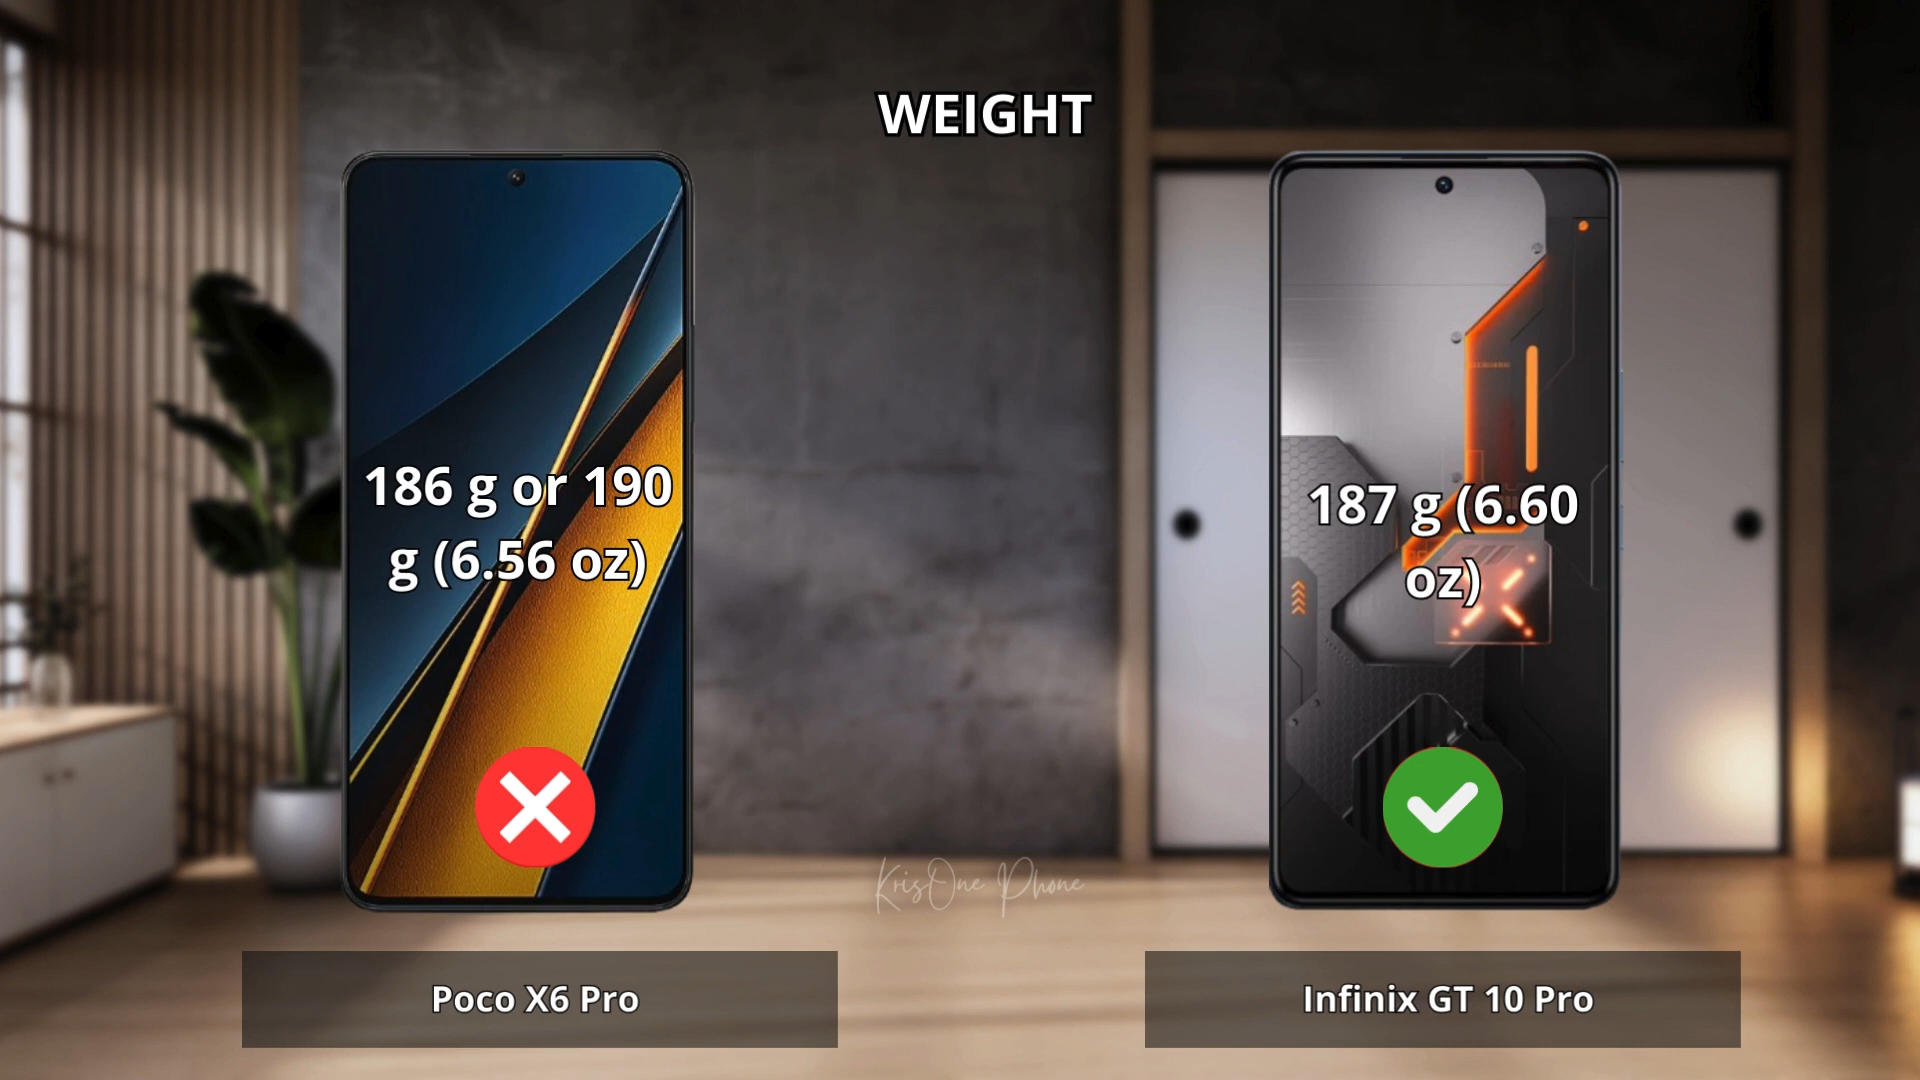 WEIGHT
186 g or 190
g (6.56 oz)
187 g (6.60
oz)
KrisOne Phone
Poco X6 Pro
Infinix GT 10 Pro